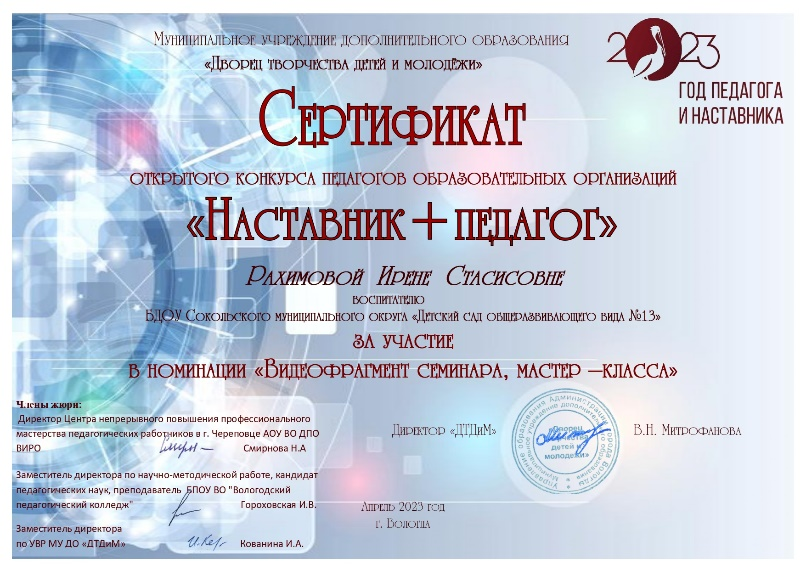 Муниципальное учреждение дополнительного образования
«Дворец творчества детей и молодёжи»
2023
ГОД ПЕДАГОГА
И НАСТАВНИКА
Сертификат
открытого конкурса педагогов образовательных организаций
«Наставник + педагог»
Рахимовой Ирене Стасисовне
воспитателю
БДОУ Сокольского муниципального округа «Детский сад общеразвивающего вида №13»
за участие
в номинации «Видеофрагмент семинара, мастер –класса»
Члены жюри:
Директор Центра непрерывного повышения профессионального
мастерства педагогических работников в г. Череповце АОУ ВО ДПО
ВИРО Смирнова Н.А
Заместитель директора по научно-методической работе, кандидат
педагогических наук, преподаватель БПОУ ВО "Вологодский
педагогический колледж" Гороховская И.В.
Заместитель директора
по УВР МУ ДО «ДТДиМ» Кованина И.А.
Директор «ДТДиМ» В.Н. Митрофанова
«Дворец
творчества
детей и
молодежи»
Апрель 2023 год
г. Вологда